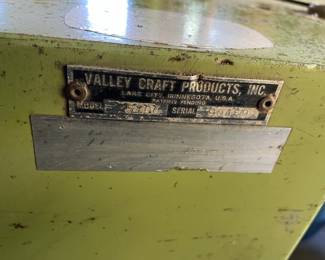 VALLEY CRAFT PRODUCTS, INC.
LAKE CITY, MINNESOTA, U.S.A.
PATENTS PENDING
MODEL SERIAL